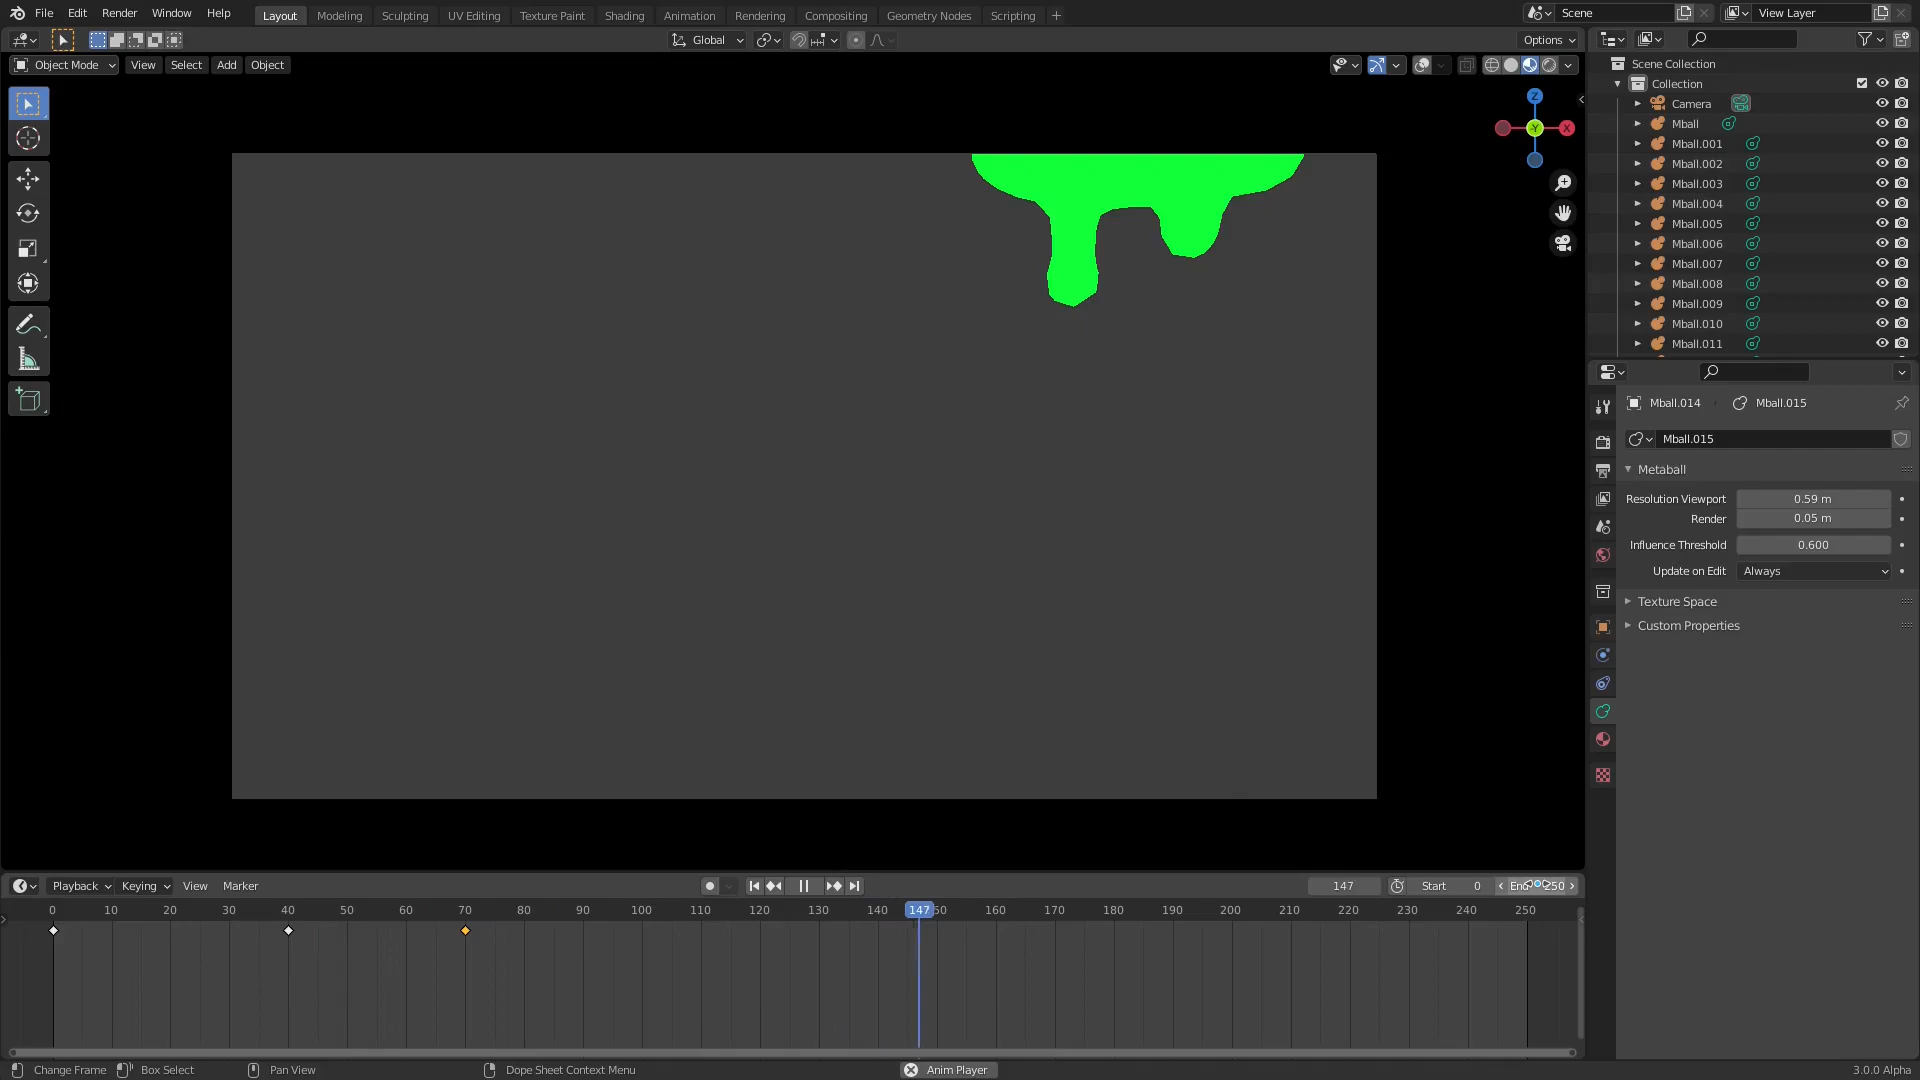 File Edit Render Window Help Layout Modeling Sculpting UV Editing Texture Paint Shading Animation Rendering Compositing Geometry Nodes Scripting + Scene View Layer
Global Options
Object Mode View Select Add Object
Z
Y X
Scene Collection
Collection
Camera
Mball
Mball.001
Mball.002
Mball.003
Mball.004
Mball.005
Mball.006
Mball.007
Mball.008
Mball.009
Mball.010
Mball.011
Mball.014 Mball.015
Mball.015
Metaball
Resolution Viewport 0.59 m
Render 0.05 m
Influence Threshold 0.600
Update on Edit Always
Texture Space
Custom Properties
Playback Keying View Marker 147 Start 0 End 250
0 10 20 30 40 50 60 70 80 90 100 110 120 130 140 147 50 160 170 180 190 200 210 220 230 240 250
Change Frame Box Select Pan View Dope Sheet Context Menu Anim Player 3.0.0 Alpha